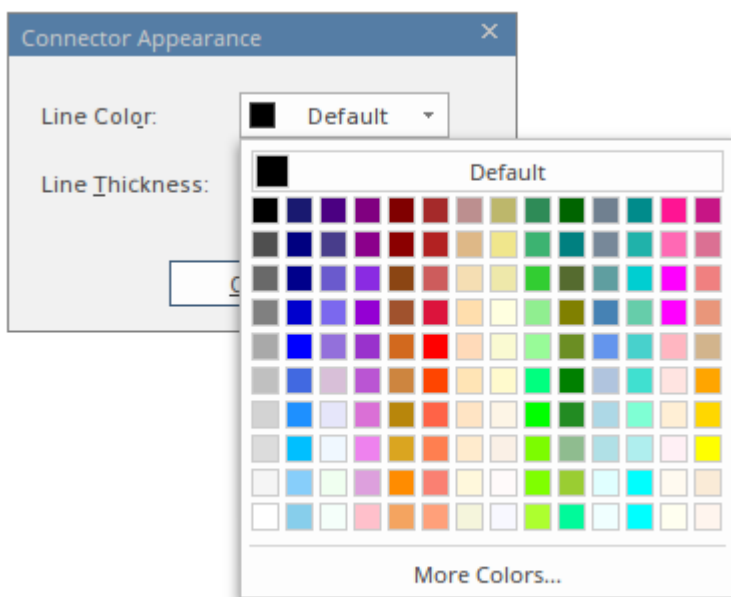 Connector Appearance
Line Color:
Default
Default
Line Thickness:
More Colors...